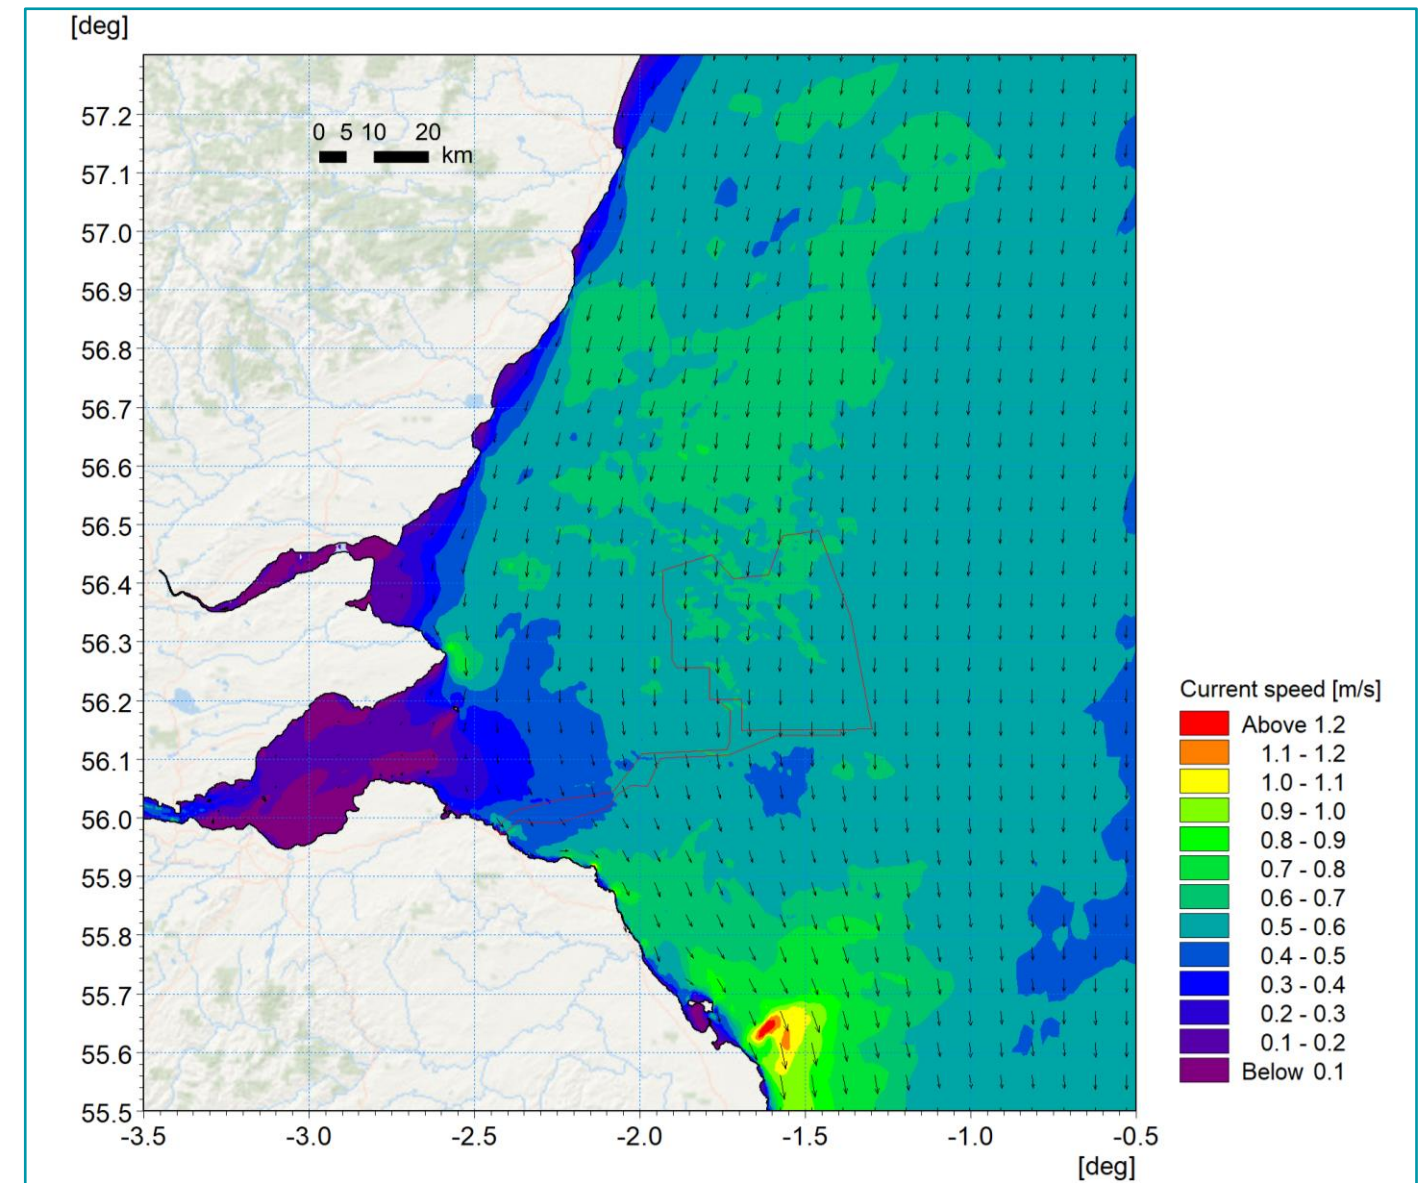 [deg]
57.2
57.1
57.0
56.9
56.8
56.7
56.6
56.5
56.4
56.3
56.2
56.1
56.0
55.9
55.8
55.7
55.6
55.5
0 5 10 20
km
-3.5 -3.0 -2.5 -2.0 -1.5 -1.0 -0.5
[deg]
Current speed [m/s]
Above 1.2
1.1 - 1.2
1.0 - 1.1
0.9 - 1.0
0.8 - 0.9
0.7 - 0.8
0.6 - 0.7
0.5 - 0.6
0.4 - 0.5
0.3 - 0.4
0.2 - 0.3
0.1 - 0.2
Below 0.1